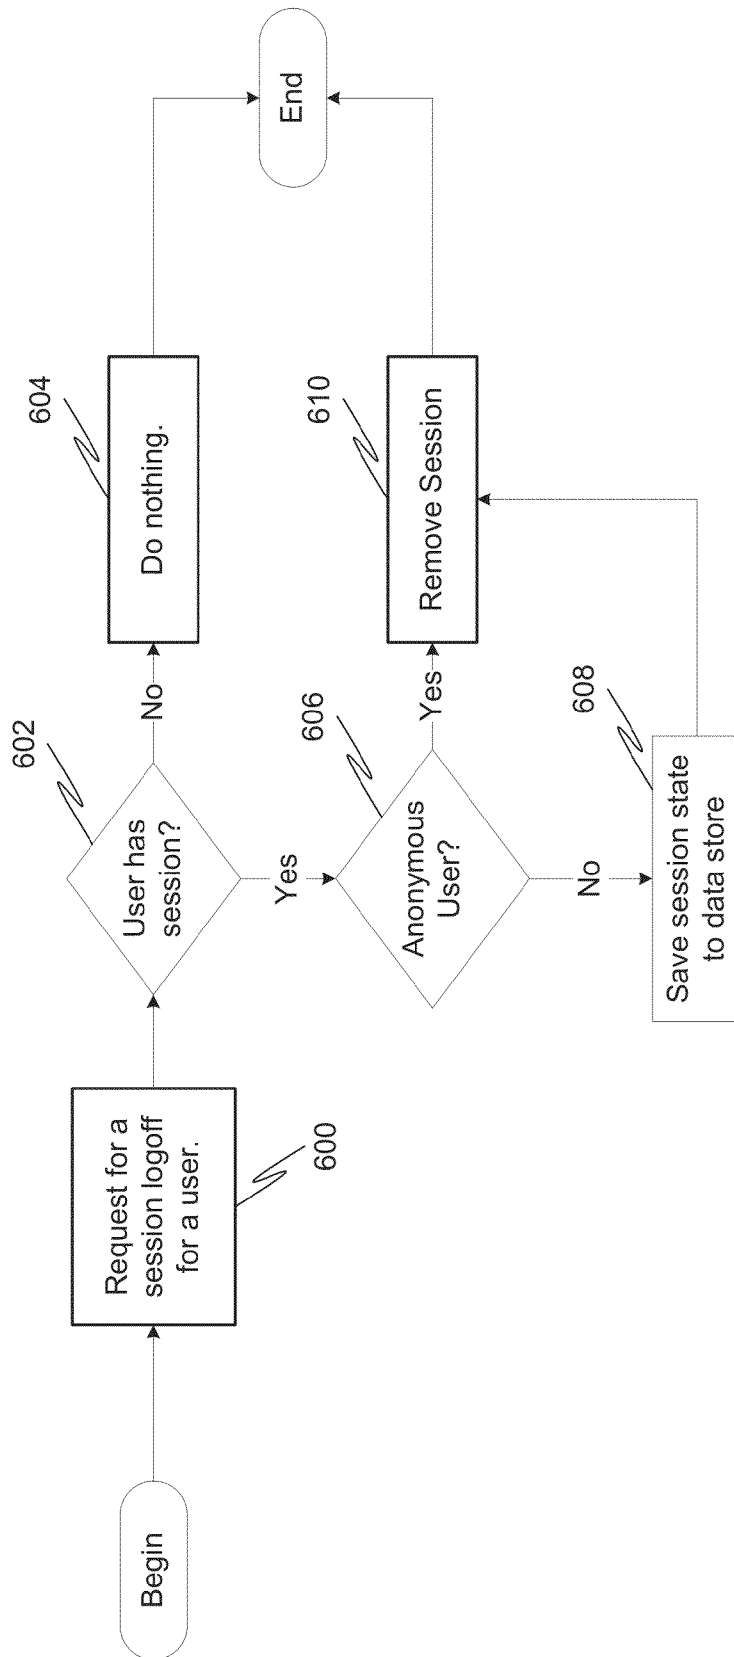 Begin
Request for a
session logoff
for a user.
600
User has
session?
602
No
Do nothing.
604
Yes
Anonymous
User?
606
Yes
Remove Session
610
No
Save session state
to data store
608
End